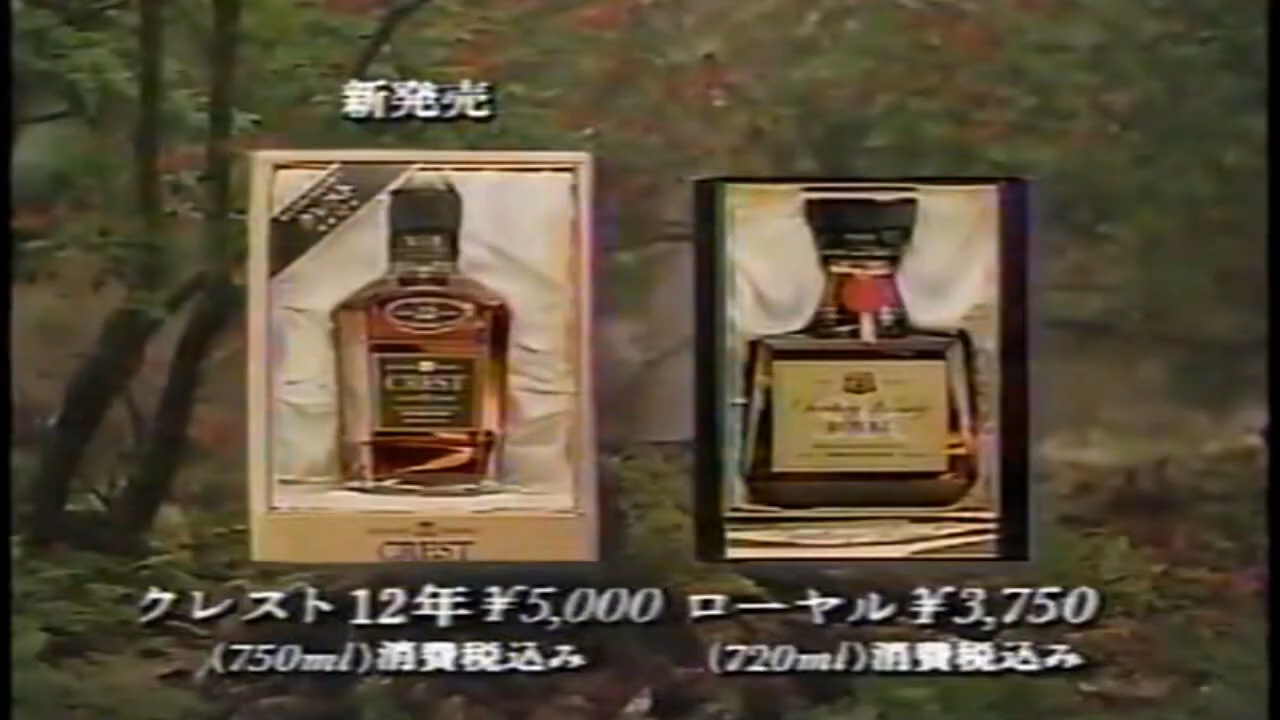 新発売
CREST
CREST
ROYAL
クレスト12年¥5,000
(750ml)消費税込み
ローヤル¥3,750
(720ml)消費税込み